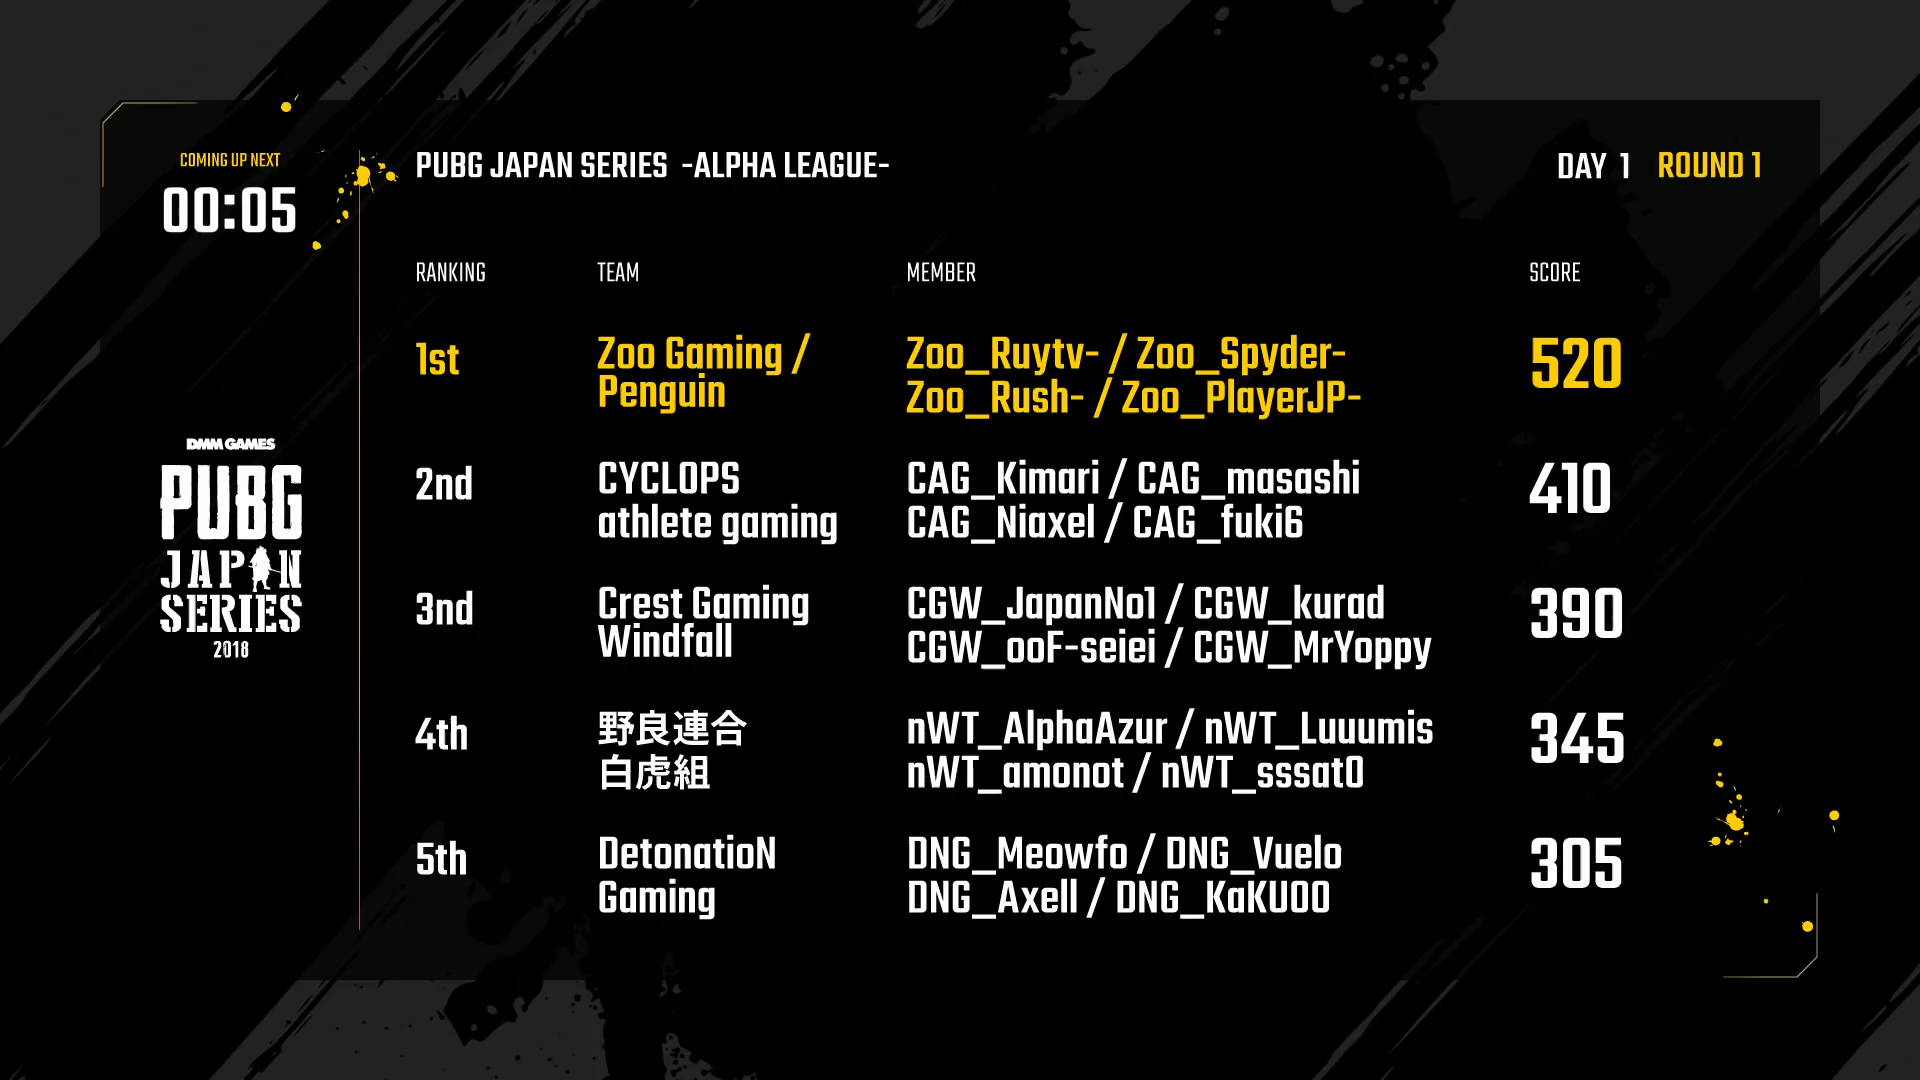 COMING UP NEXT
00:05
PUBG JAPAN SERIES -ALPHA LEAGUE-
DAY 1 ROUND 1
RANKING TEAM MEMBER SCORE
1st
Zoo Gaming /
Penguin
Zoo_Ruytv- / Zoo_Spyder-
Zoo_Rush- / Zoo_PlayerJP-
520
2nd
CYCLOPS
athlete gaming
CAG_Kimari / CAG_masashi
CAG_Niaxel / CAG_fuki6
410
3nd
Crest Gaming
Windfall
CGW_JapanNo1 / CGW_kurad
CGW_ooF-seiei / CGW_MrYoppy
390
4th
野良連合
白虎組
nWT_AlphaAzur / nWT_Luuumis
nWT_amonot / nWT_sssat0
345
5th
DetonatioN
Gaming
DNG_Meowfo / DNG_Vuelo
DNG_Axell / DNG_KaKU00
305
DMM GAMES
PUBG
JAPAN
SERIES
2018